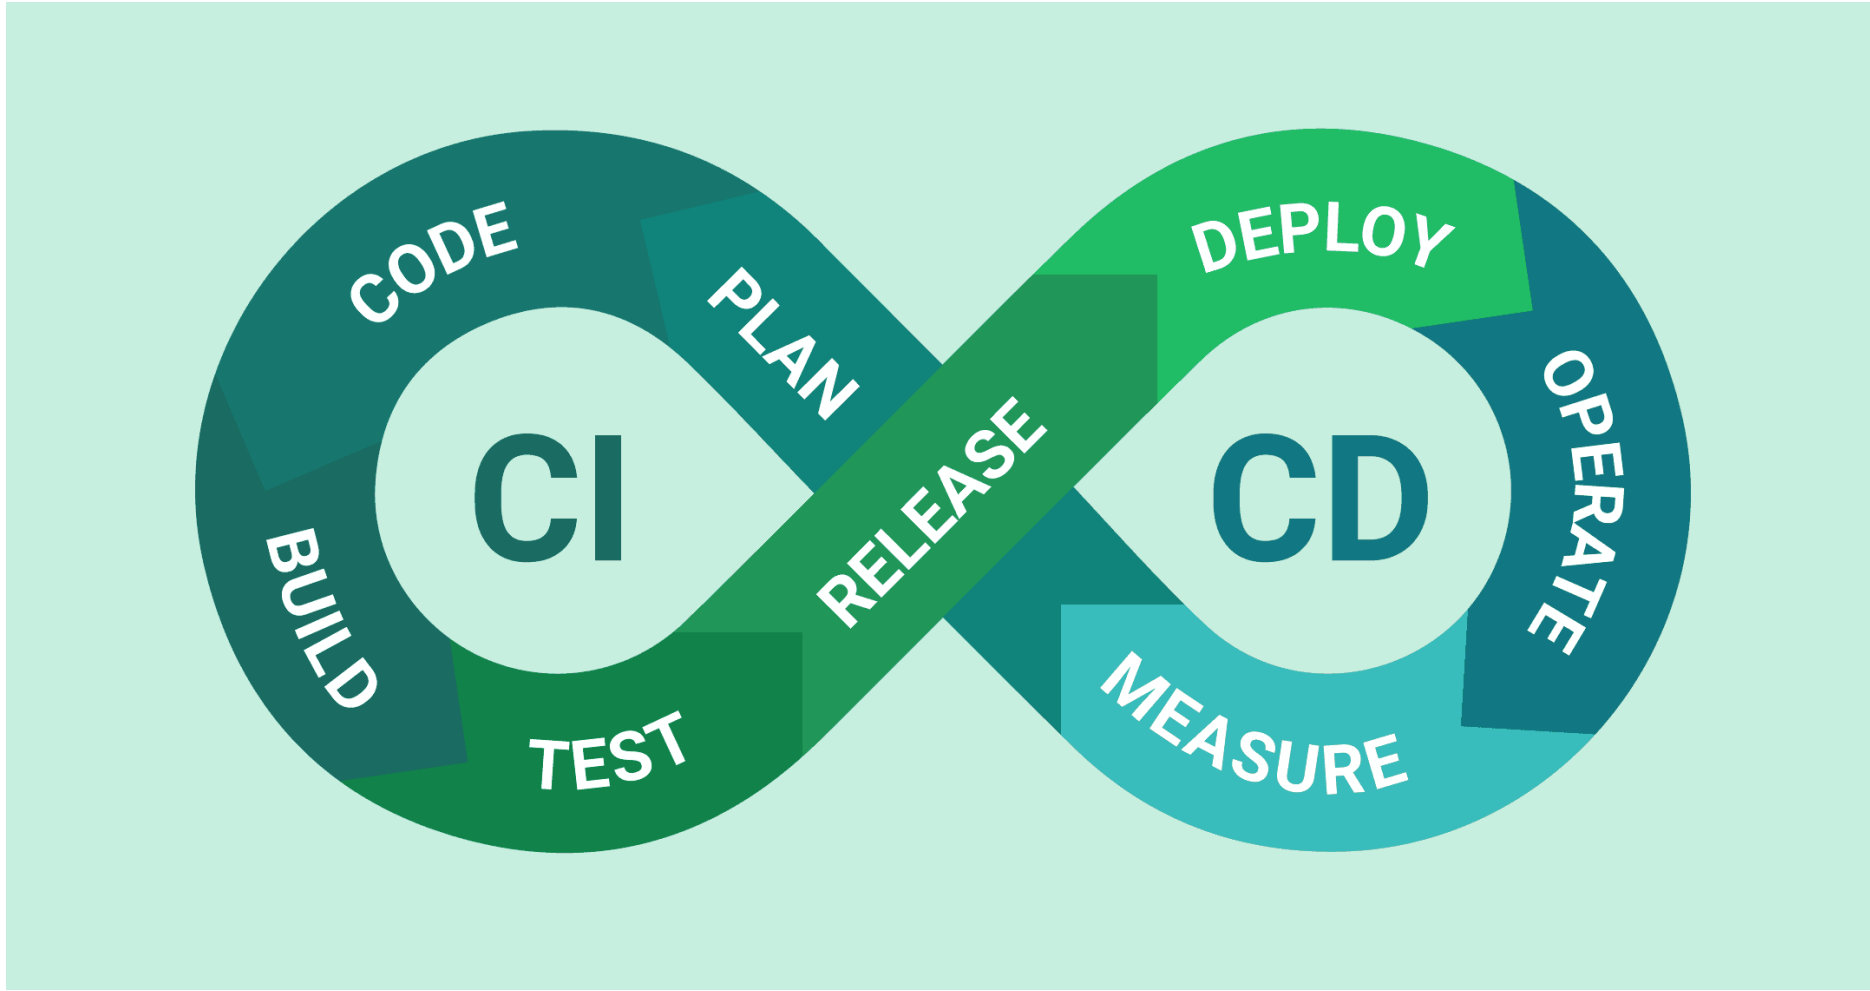 CODE
PLAN
BUILD
TEST
CI
RELEASE
DEPLOY
OPERATE
MEASURE
CD